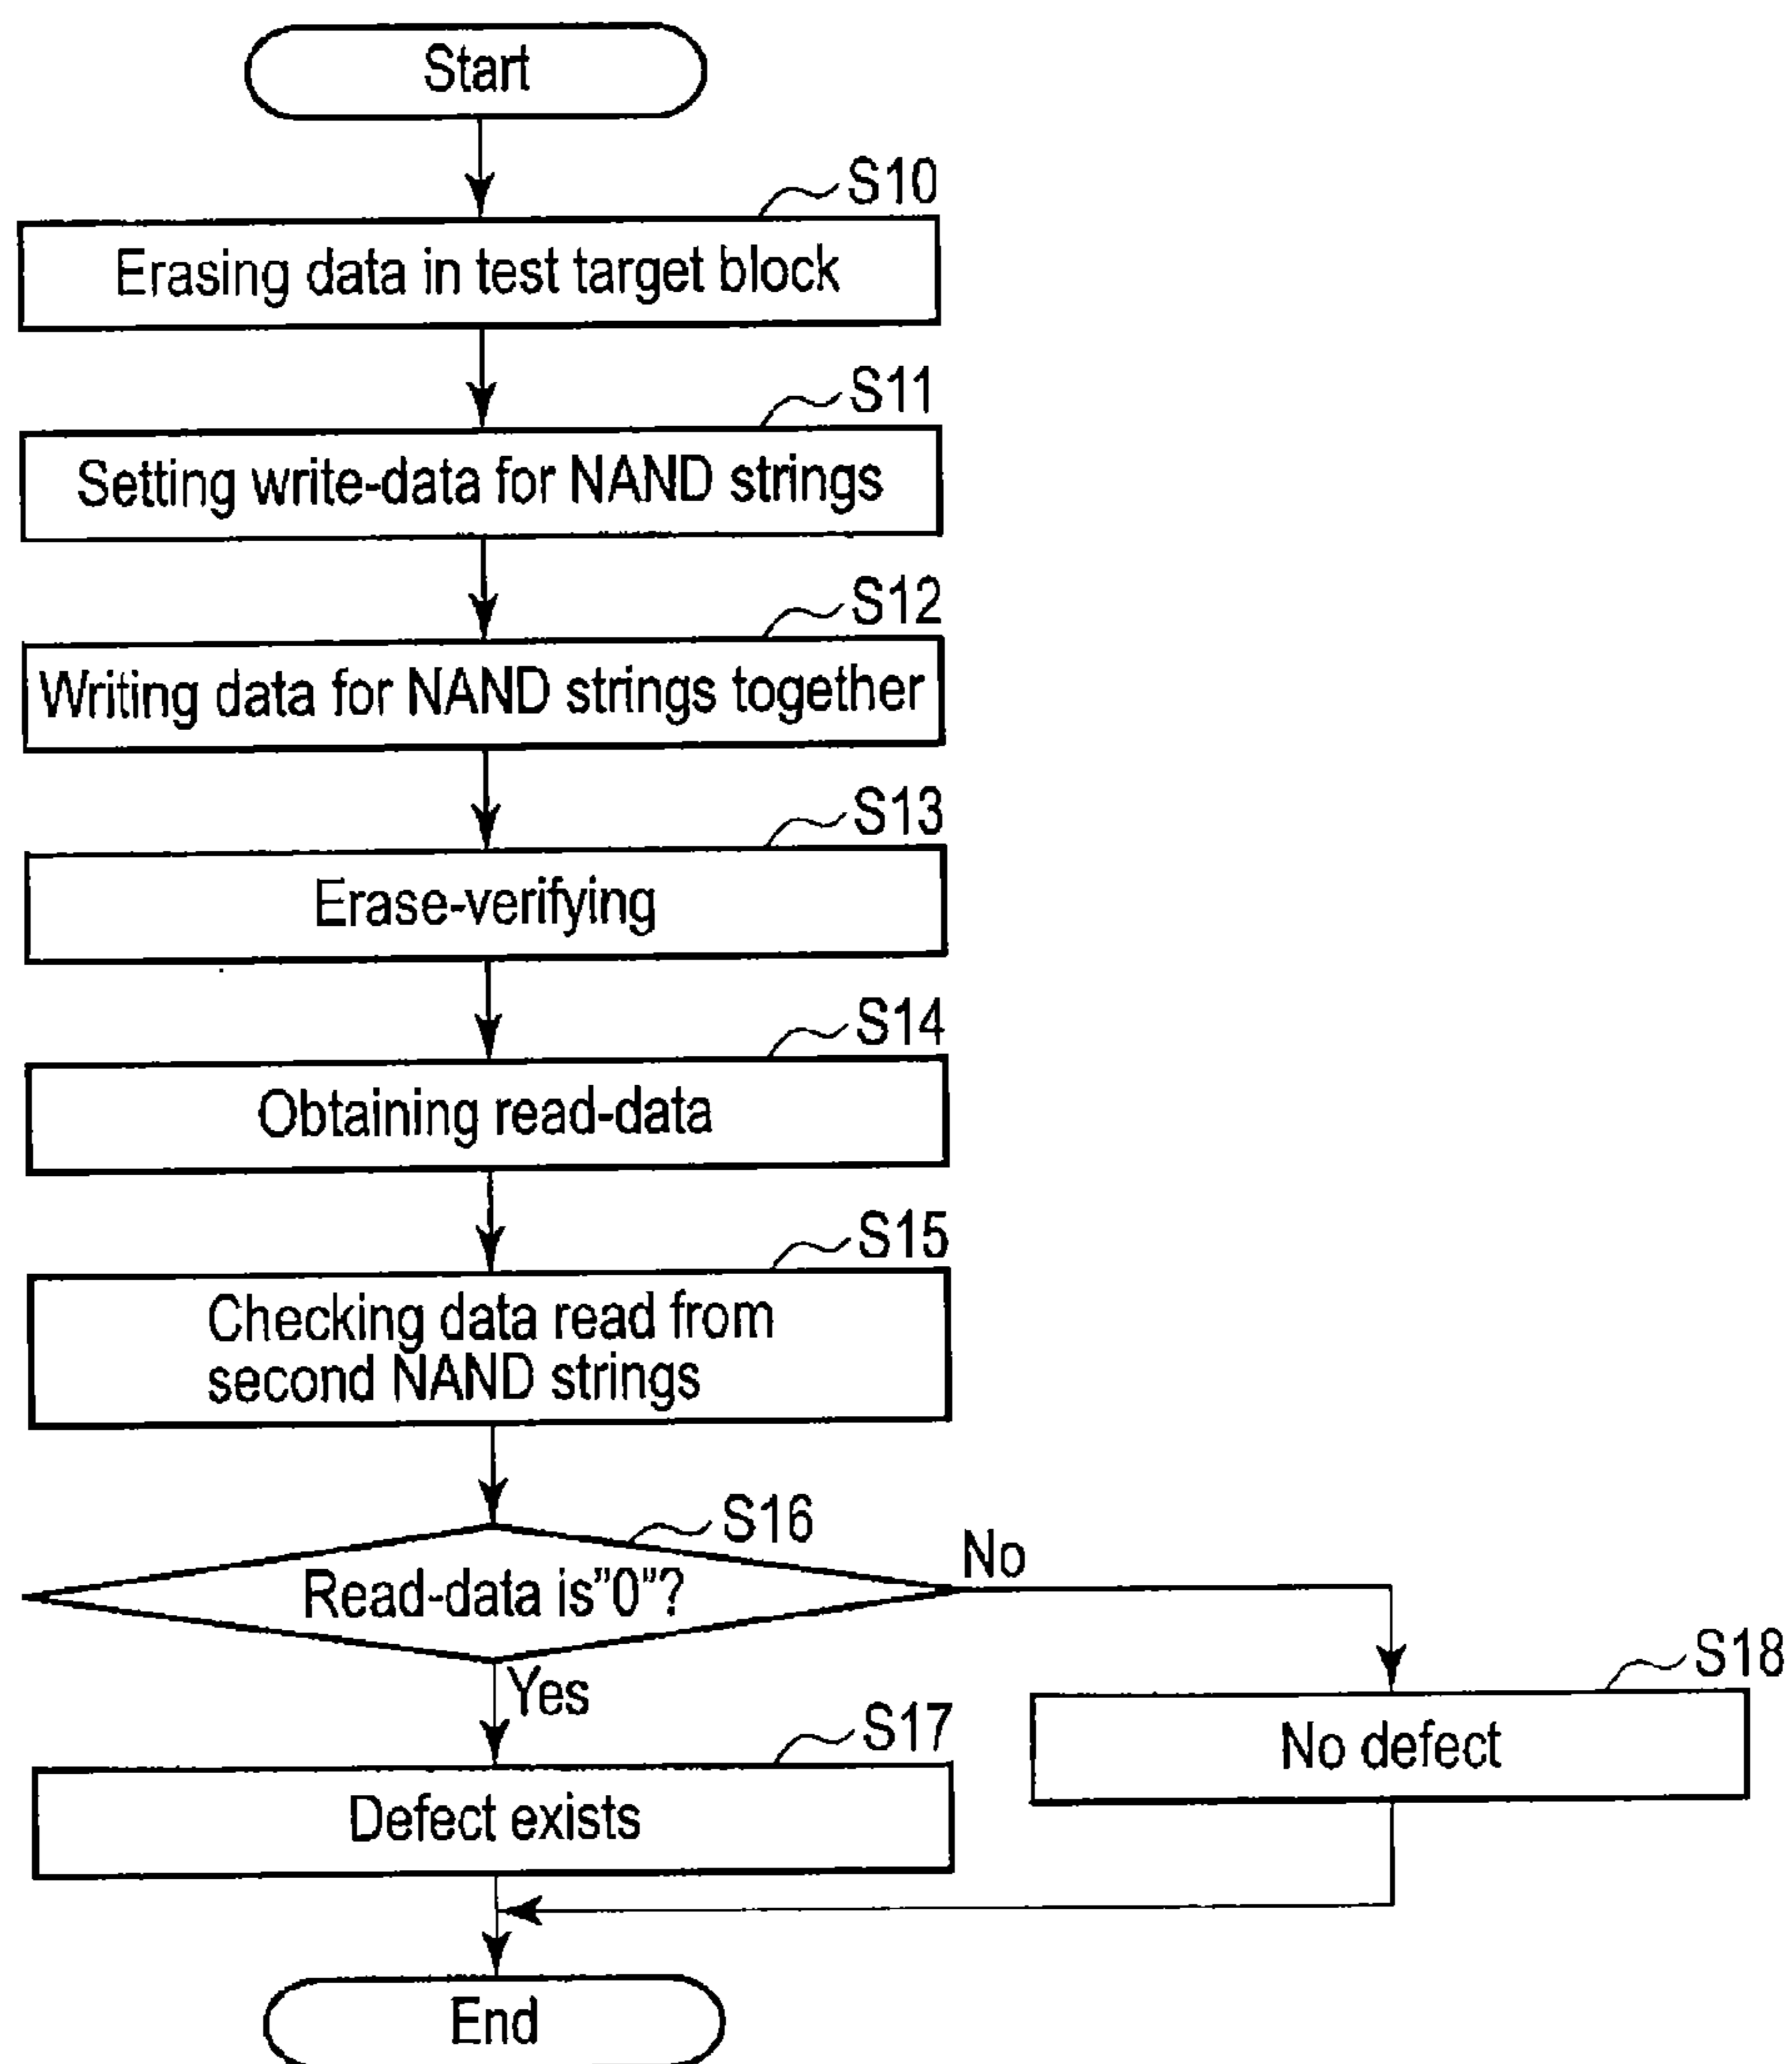 Start
S10
Erasing data in test target block
S11
Setting write-data for NAND strings
S12
Writing data for NAND strings together
S13
Erase-verifying
S14
Obtaining read-data
S15
Checking data read from
second NAND strings
S16
Read-data is"0"?
No
Yes
S18
No defect
S17
Defect exists
End